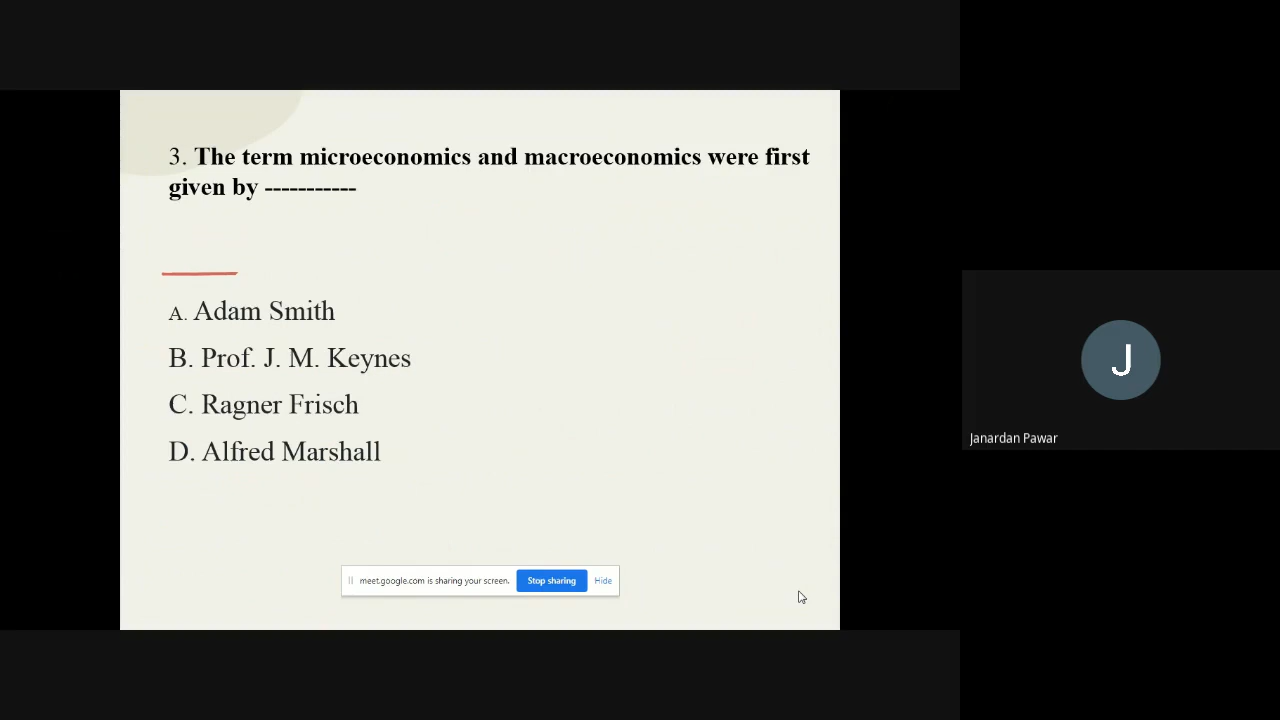 3. The term microeconomics and macroeconomics were first
given by -----------
A. Adam Smith
B. Prof. J. M. Keynes
C. Ragner Frisch
D. Alfred Marshall
meet.google.com is sharing your screen. Stop sharing Hide
J
Janardan Pawar